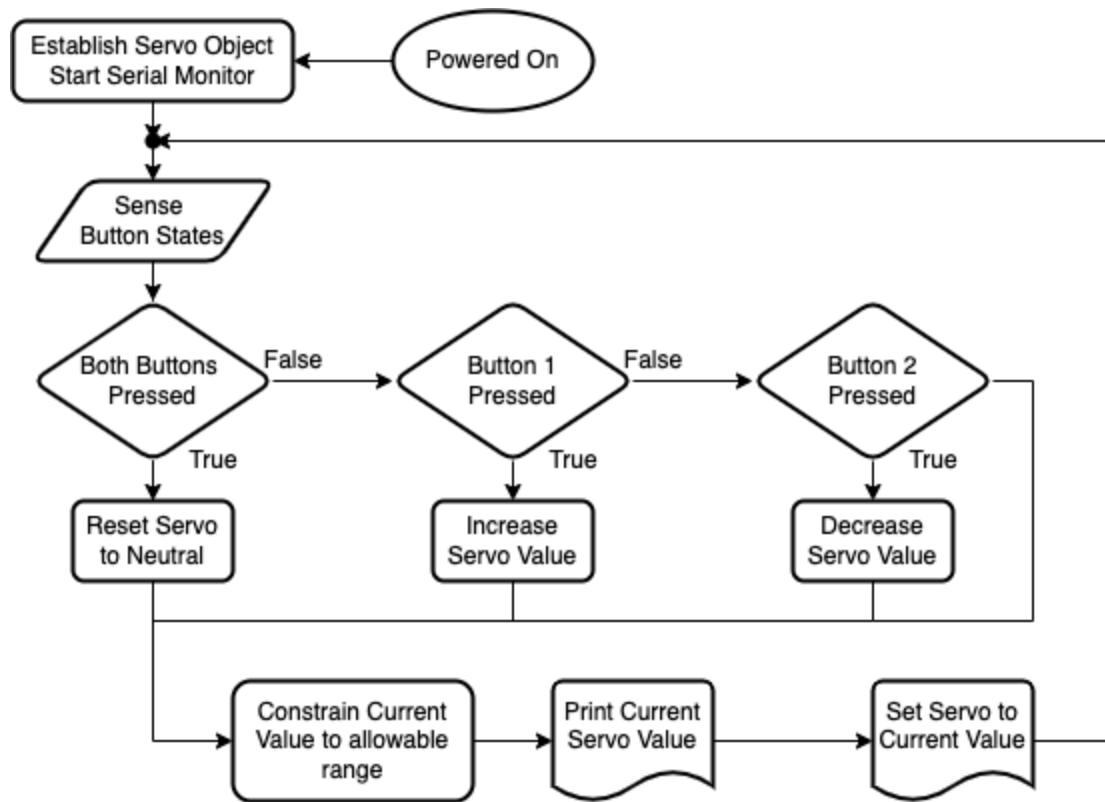 Establish Servo Object
Start Serial Monitor
Powered On
Sense
Button States
Both Buttons
Pressed
False
Button 1
Pressed
False
Button 2
Pressed
True
True
True
Reset Servo
to Neutral
Increase
Servo Value
Decrease
Servo Value
Constrain Current
Value to allowable
range
Print Current
Servo Value
Set Servo to
Current Value